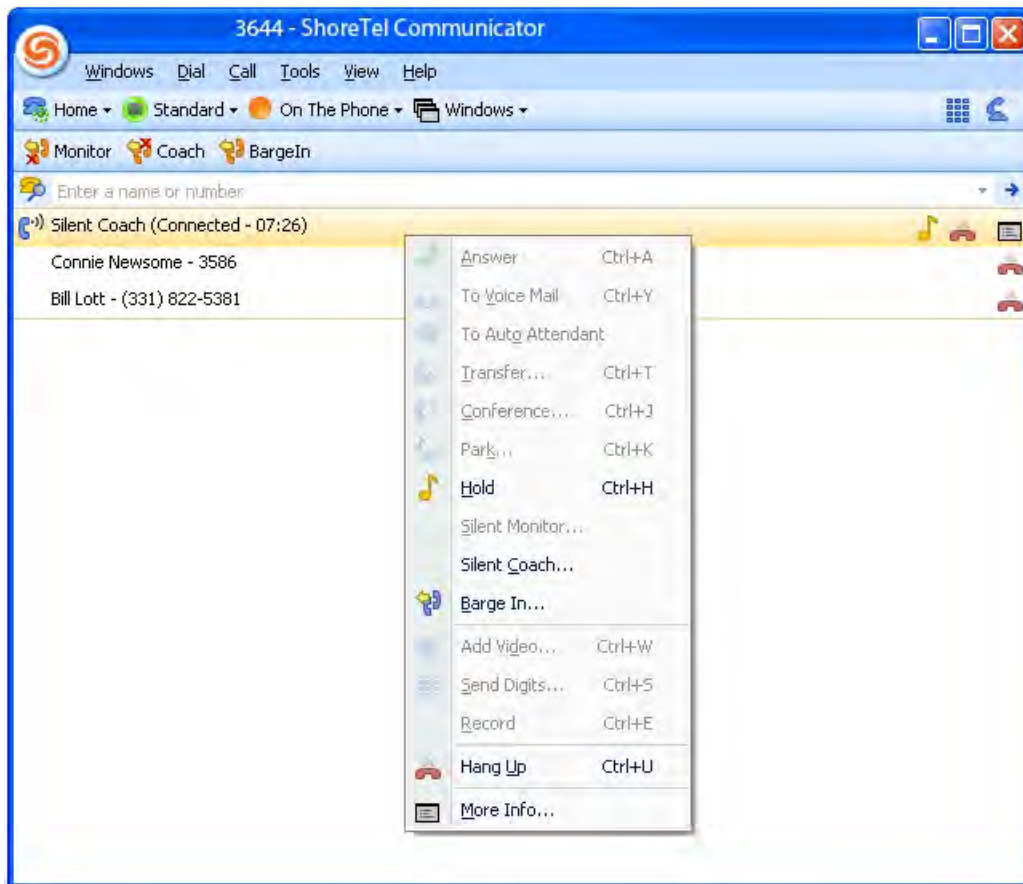 3644 - ShoreTel Communicator
Windows Dial Call Tools View Help
Home Standard On The Phone Windows
Monitor Coach BargeIn
Enter a name or number
Silent Coach (Connected - 07:26)
Connie Newsome - 3586
Bill Lott - (331) 822-5381
Answer Ctrl+A
To Voice Mail Ctrl+Y
To Auto Attendant
Transfer... Ctrl+T
Conference... Ctrl+J
Park... Ctrl+K
Hold Ctrl+H
Silent Monitor...
Silent Coach...
Barge In...
Add Video... Ctrl+W
Send Digits... Ctrl+S
Record Ctrl+E
Hang Up Ctrl+U
More Info...